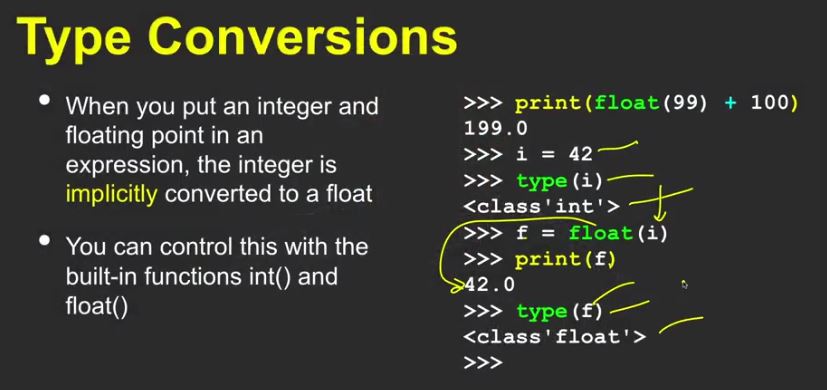 Type Conversions
• When you put an integer and
floating point in an
expression, the integer is
implicitly converted to a float
• You can control this with the
built-in functions int() and
float()
>>> print(float(99) + 100)
199.0
>>> i = 42
>>> type(i)
<class'int'>
>>> f = float(i)
>>> print(f)
42.0
>>> type(f)
<class'float'>
>>>